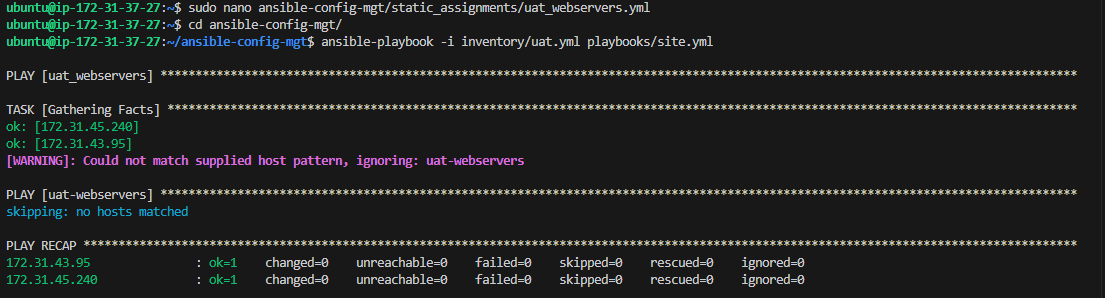 ubuntu@ip-172-31-37-27:~$ sudo nano ansible-config-mgt/static_assignments/uat_webservers.yml
ubuntu@ip-172-31-37-27:~$ cd ansible-config-mgt/
ubuntu@ip-172-31-37-27:~/ansible-config-mgt$ ansible-playbook -i inventory/uat.yml playbooks/site.yml
PLAY [uat_webservers] *************************************************************************************************************************
TASK [Gathering Facts] ************************************************************************************************************************
ok: [172.31.45.240]
ok: [172.31.43.95]
[WARNING]: Could not match supplied host pattern, ignoring: uat-webservers
PLAY [uat-webservers] *************************************************************************************************************************
skipping: no hosts matched
PLAY RECAP ************************************************************************************************************************************
172.31.43.95               : ok=1    changed=0    unreachable=0    failed=0    skipped=0    rescued=0    ignored=0
172.31.45.240              : ok=1    changed=0    unreachable=0    failed=0    skipped=0    rescued=0    ignored=0